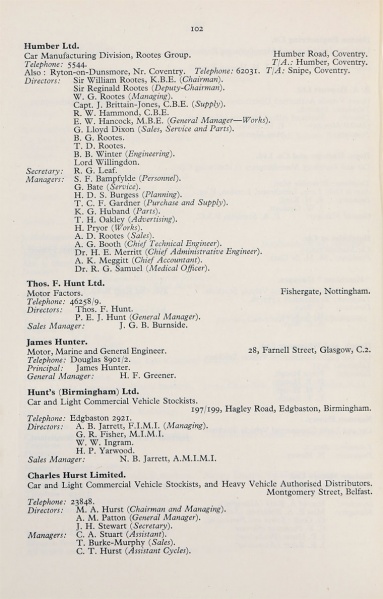 102
Humber Ltd.
Car Manufacturing Division, Rootes Group. Humber Road, Coventry.
Telephone: 5544. T/A.: Humber, Coventry.
Also: Ryton-on-Dunsmore, Nr. Coventry. Telephone: 62031. T/A: Snipe, Coventry.
Directors: Sir William Rootes, K.B.E. (Chairman).
Sir Reginald Rootes (Deputy-Chairman).
W. G. Rootes (Managing).
Capt. J. Brittain-Jones, C.B.E. (Supply).
R. W. Hammond, C.B.E.
E. W. Hancock, M.B.E. (General Manager—Works).
G. Lloyd Dixon (Sales, Service and Parts).
B. G. Rootes.
T. D. Rootes.
B. B. Winter (Engineering).
Lord Willingdon.
Secretary: R. G. Leaf.
Managers: S. F. Bampfylde (Personnel).
G. Bate (Service).
H. D. S. Burgess (Planning).
T. C. F. Gardner (Purchase and Supply).
K. G. Huband (Parts).
T. H. Oakley (Advertising).
H. Pryor (Works).
A. D. Rootes (Sales).
A. G. Booth (Chief Technical Engineer).
Dr. H. E. Merritt (Chief Administrative Engineer).
A. K. Meggitt (Chief Accountant).
Dr. R. G. Samuel (Medical Officer).
Thos. F. Hunt Ltd.
Motor Factors. Fishergate, Nottingham.
Telephone: 46258/9.
Directors: Thos. F. Hunt.
P. E. J. Hunt (General Manager).
Sales Manager: J. G. B. Burnside.
James Hunter.
Motor, Marine and General Engineer. 28, Farnell Street, Glasgow, C.2.
Telephone: Douglas 8901/2.
Principal: James Hunter.
General Manager: H. F. Greener.
Hunt's (Birmingham) Ltd.
Car and Light Commercial Vehicle Stockists.
197/199, Hagley Road, Edgbaston, Birmingham.
Telephone: Edgbaston 2921.
Directors: A. B. Jarrett, F.I.M.I. (Managing).
G. R. Fisher, M.I.M.I.
W. W. Ingram.
H. P. Yarwood.
Sales Manager: N. B. Jarrett, A.M.I.M.I.
Charles Hurst Limited.
Car and Light Commercial Vehicle Stockists, and Heavy Vehicle Authorised Distributors.
Montgomery Street, Belfast.
Telephone: 23848.
Directors: M. A. Hurst (Chairman and Managing).
A. M. Patton (General Manager).
J. H. Stewart (Secretary).
Managers: C. A. Stuart (Assistant).
T. Burke-Murphy (Sales).
C. T. Hurst (Assistant Cycles).